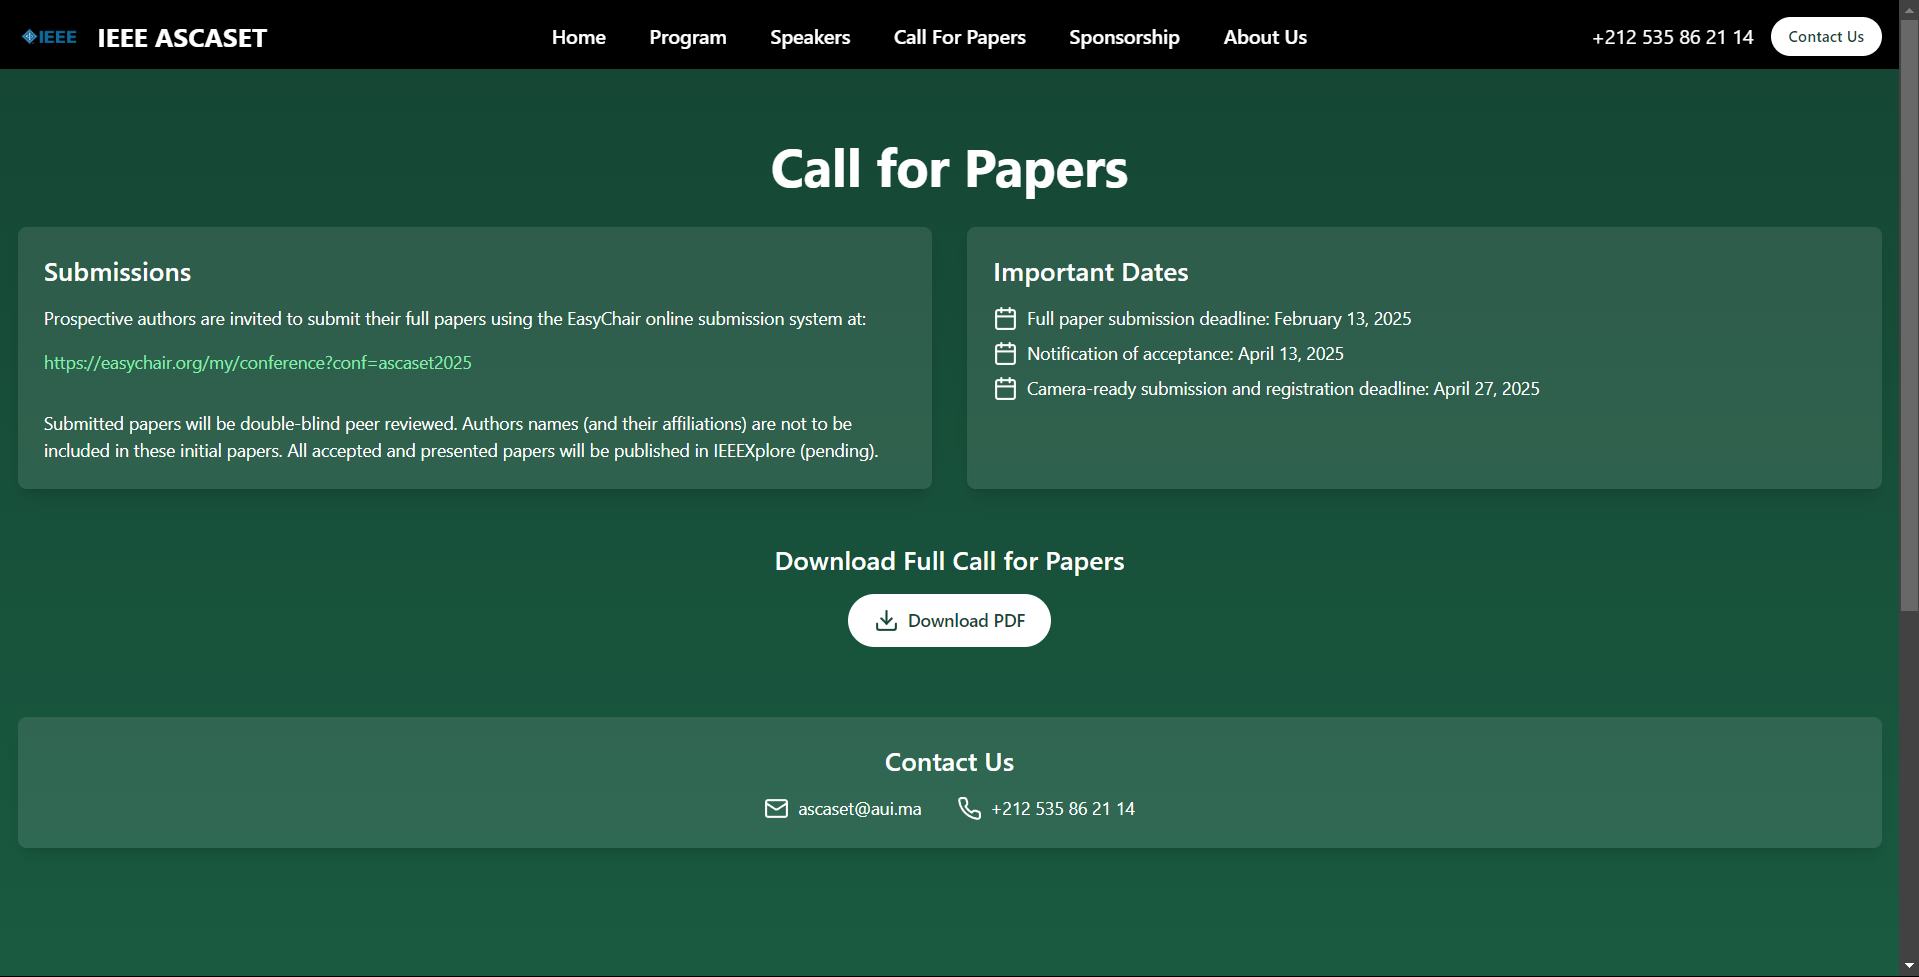 IEEE
IEEE ASCASET
Home
Program
Speakers
Call For Papers
Sponsorship
About Us
+212 535 86 21 14
Contact Us
Call for Papers
Submissions
Prospective authors are invited to submit their full papers using the EasyChair online submission system at:
https://easychair.org/my/conference?conf=ascaset2025
Submitted papers will be double-blind peer reviewed. Authors names (and their affiliations) are not to be
included in these initial papers. All accepted and presented papers will be published in IEEEXplore (pending).
Important Dates
Full paper submission deadline: February 13, 2025
Notification of acceptance: April 13, 2025
Camera-ready submission and registration deadline: April 27, 2025
Download Full Call for Papers
Download PDF
Contact Us
ascaset@aui.ma
+212 535 86 21 14